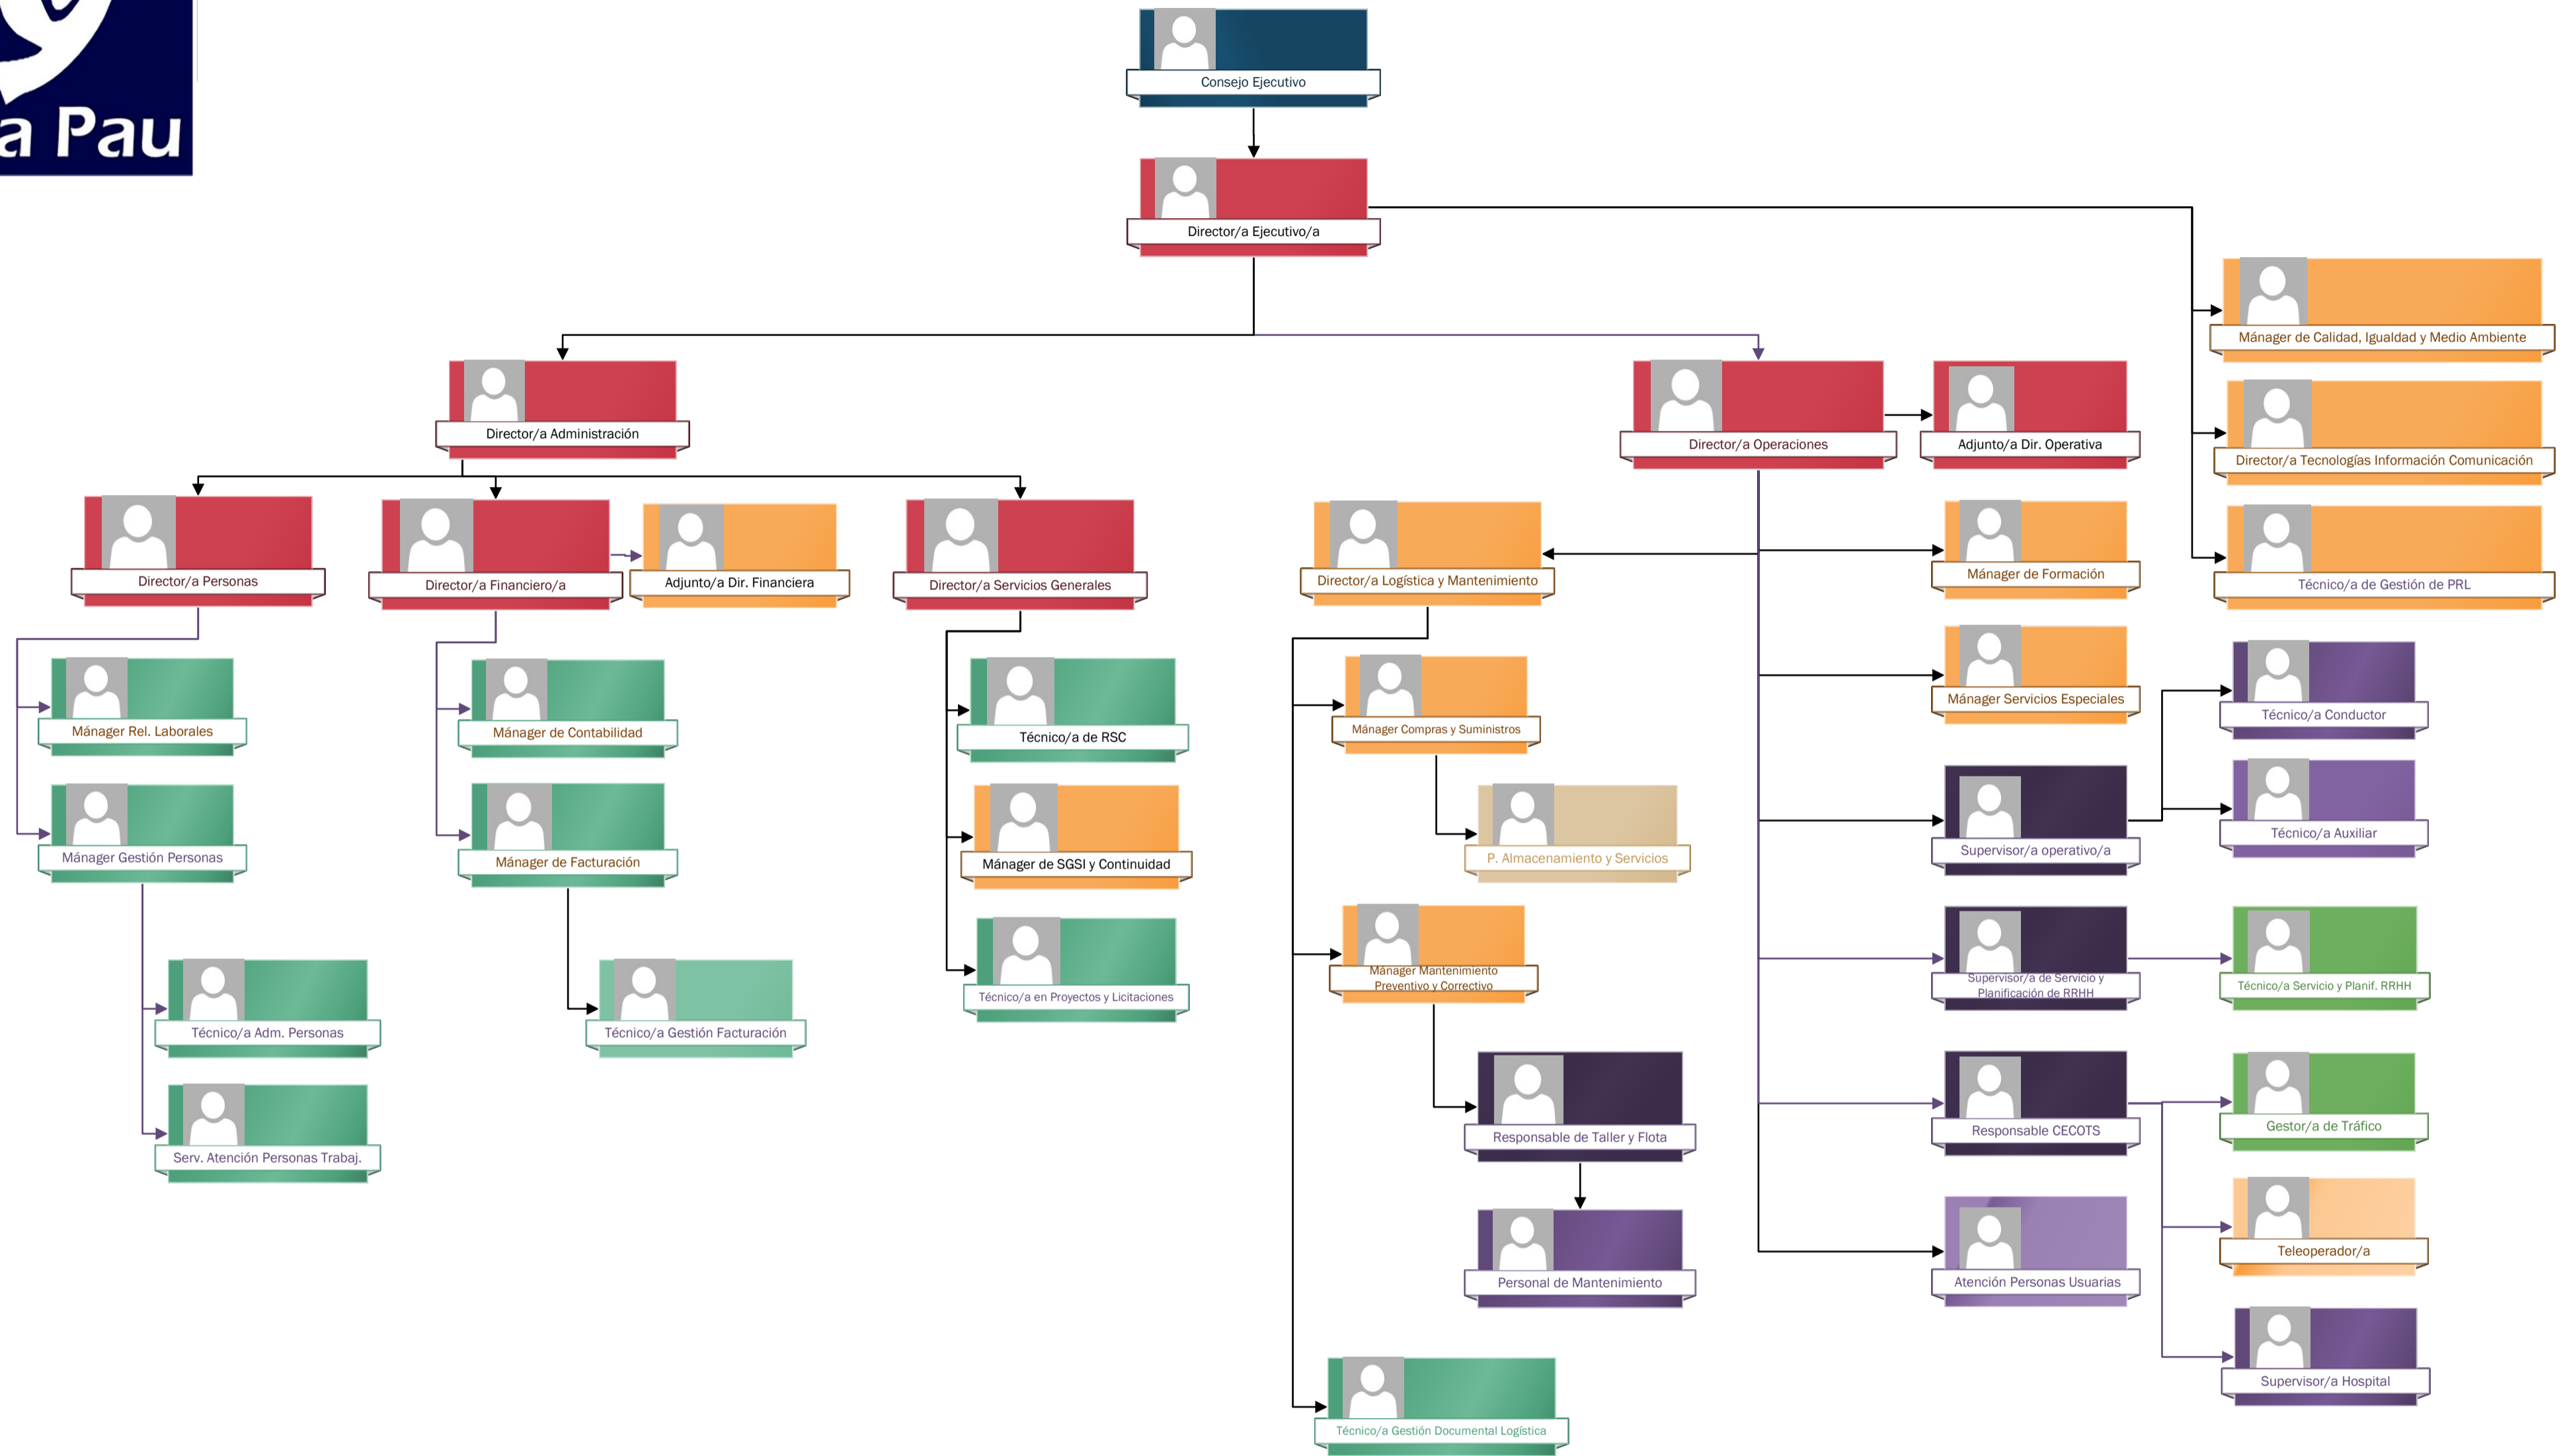 a Pau
Consejo Ejecutivo
Director/a Ejecutivo/a
Mánager de Calidad, Igualdad y Medio Ambiente
Director/a Administración
Director/a Operaciones
Adjunto/a Dir. Operativa
Director/a Tecnologías Información Comunicación
Director/a Personas
Director/a Financiero/a
Adjunto/a Dir. Financiera
Director/a Servicios Generales
Director/a Logística y Mantenimiento
Mánager de Formación
Técnico/a de Gestión de PRL
Mánager Rel. Laborales
Mánager de Contabilidad
Técnico/a de RSC
Mánager Compras y Suministros
Mánager Servicios Especiales
Técnico/a Conductor
Mánager Gestión Personas
Mánager de Facturación
Mánager de SGSI y Continuidad
P. Almacenamiento y Servicios
Supervisor/a operativo/a
Técnico/a Auxiliar
Técnico/a en Proyectos y Licitaciones
Mánager Mantenimiento
Preventivo y Correctivo
Supervisor/a de Servicio y
Planificación de RRHH
Técnico/a Servicio y Planif. RRHH
Técnico/a Adm. Personas
Técnico/a Gestión Facturación
Responsable de Taller y Flota
Responsable CECOTS
Gestor/a de Tráfico
Serv. Atención Personas Trabaj.
Personal de Mantenimiento
Atención Personas Usuarias
Teleoperador/a
Supervisor/a Hospital
Técnico/a Gestión Documental Logística